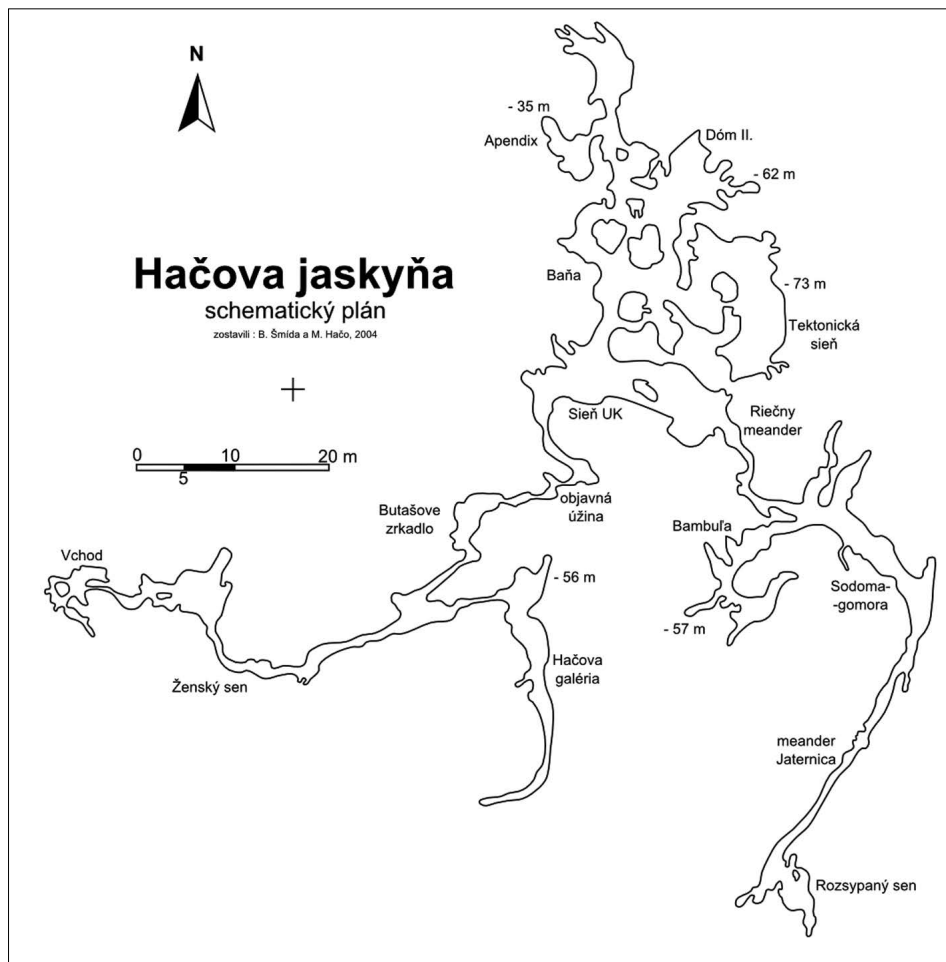 N
- 35 m
Apendix
Dóm II.
- 62 m
Hačova jaskyňa
schematický plán
zostavili : B. Šmída a M. Hačo, 2004
Baňa
- 73 m
Tektonická
sieň
Sieň UK
Riečny
meander
0 10 20 m
5
Butašove
zrkadlo
objavná
úžina
Bambuľa
Vchod
- 56 m
Sodoma-
-gomora
- 57 m
Ženský sen
Hačova
galéria
meander
Jaternica
Rozsypaný sen